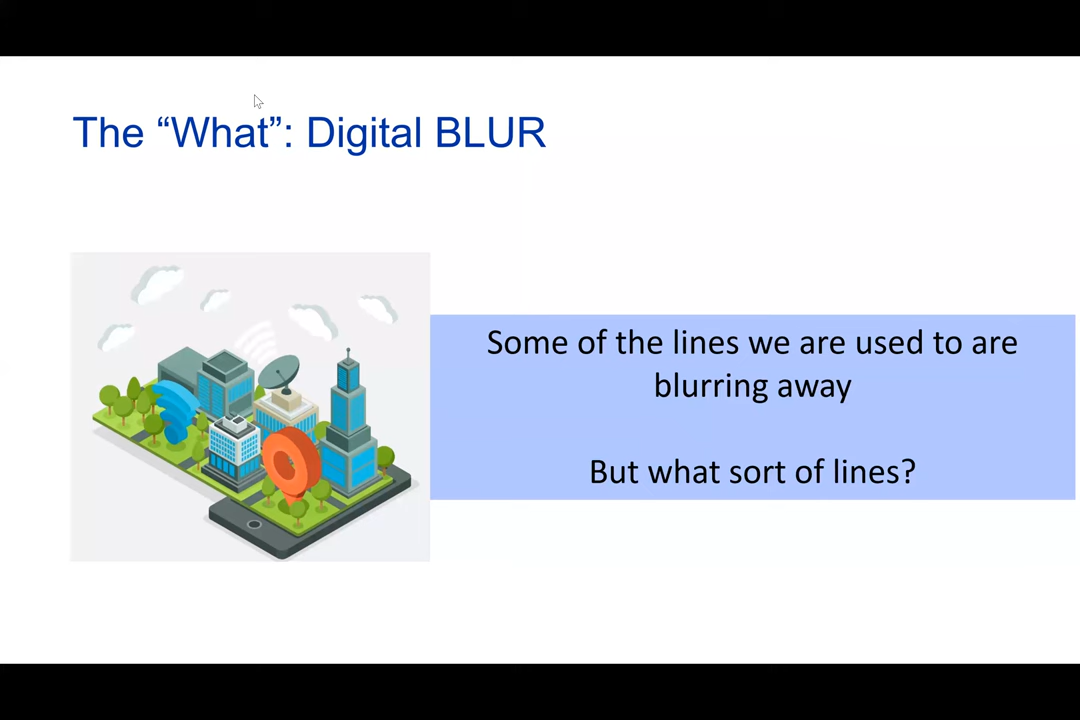 The “What”: Digital BLUR
Some of the lines we are used to are
blurring away
But what sort of lines?